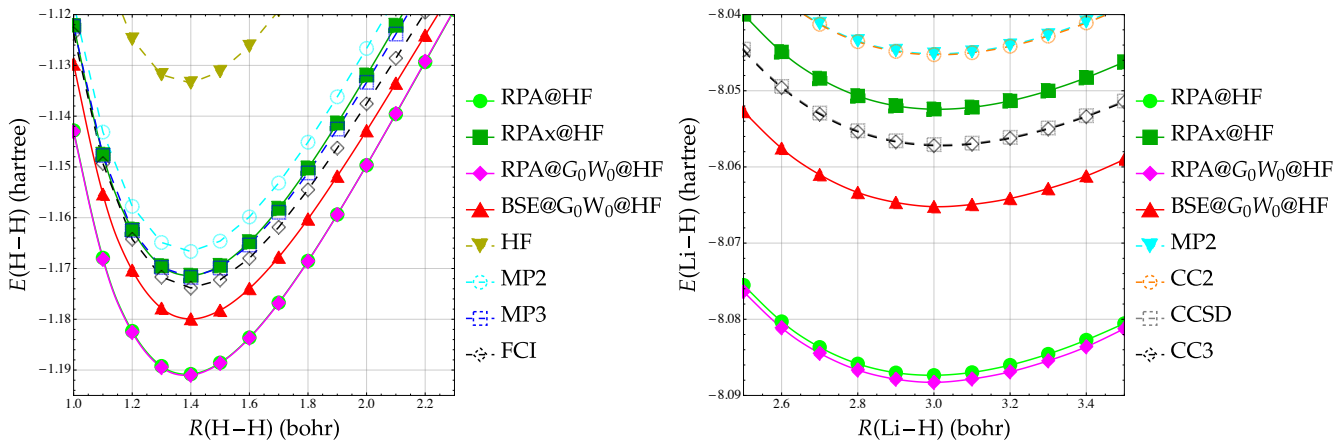 E(H−H) (hartree)
−1.12
−1.13
−1.14
−1.15
−1.16
−1.17
−1.18
−1.19
1.0 1.2 1.4 1.6 1.8 2.0 2.2
R(H−H) (bohr)
RPA@HF
RPAx@HF
RPA@G₀W₀@HF
BSE@G₀W₀@HF
HF
MP2
MP3
FCI
E(Li−H) (hartree)
−8.04
−8.05
−8.06
−8.07
−8.08
−8.09
2.6 2.8 3.0 3.2 3.4
R(Li−H) (bohr)
RPA@HF
RPAx@HF
RPA@G₀W₀@HF
BSE@G₀W₀@HF
MP2
CC2
CCSD
CC3